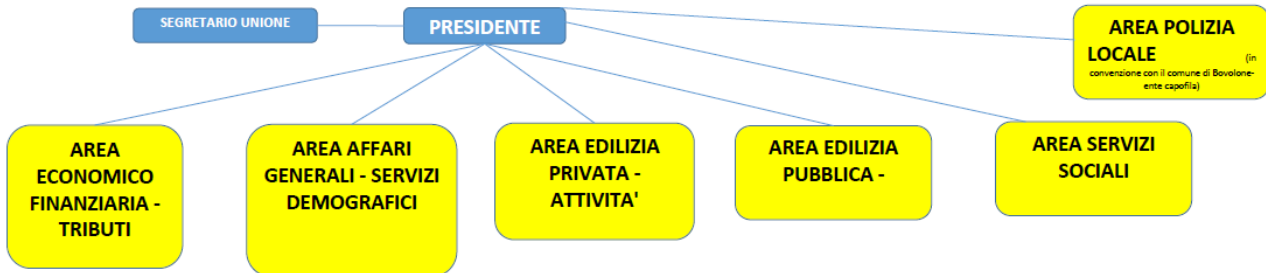 SEGRETARIO UNIONE
PRESIDENTE
AREA POLIZIA
LOCALE (in
convenzione con il comune di Bovolone-
ente capofila)
AREA
ECONOMICO
FINANZIARIA -
TRIBUTI
AREA AFFARI
GENERALI - SERVIZI
DEMOGRAFICI
AREA EDILIZIA
PRIVATA -
ATTIVITA'
AREA EDILIZIA
PUBBLICA -
AREA SERVIZI
SOCIALI